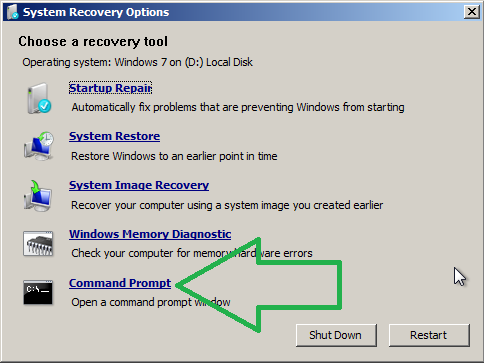 System Recovery Options
Choose a recovery tool
Operating system: Windows 7 on (D:) Local Disk
Startup Repair
Automatically fix problems that are preventing Windows from starting
System Restore
Restore Windows to an earlier point in time
System Image Recovery
Recover your computer using a system image you created earlier
Windows Memory Diagnostic
Check your computer for memory hardware errors
C:\_
Command Prompt
Open a command prompt window
Shut Down
Restart